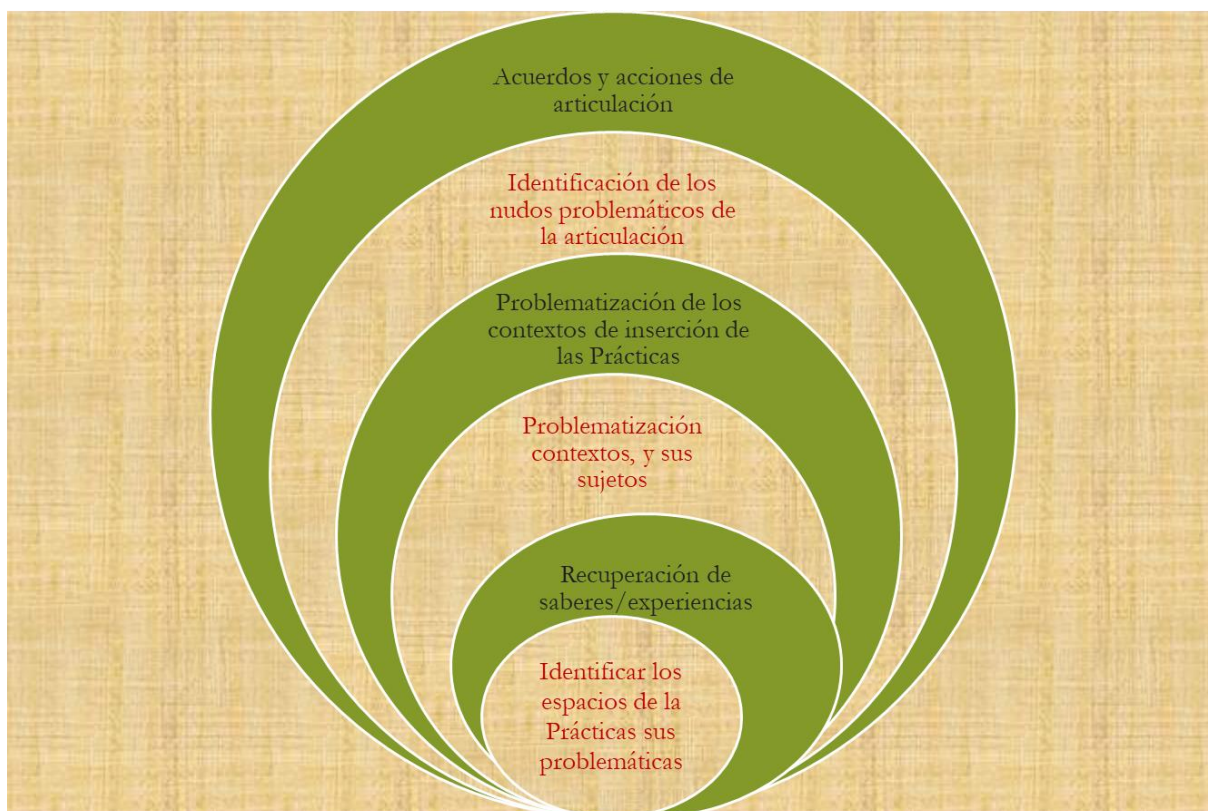 Acuerdos y acciones de
articulación
Identificación de los
nudos problemáticos de
la articulación
Problematización de los
contextos de inserción de
las Prácticas
Problematización
contextos, y sus
sujetos
Recuperación de
saberes/experiencias
Identificar los
espacios de la
Prácticas sus
problemáticas